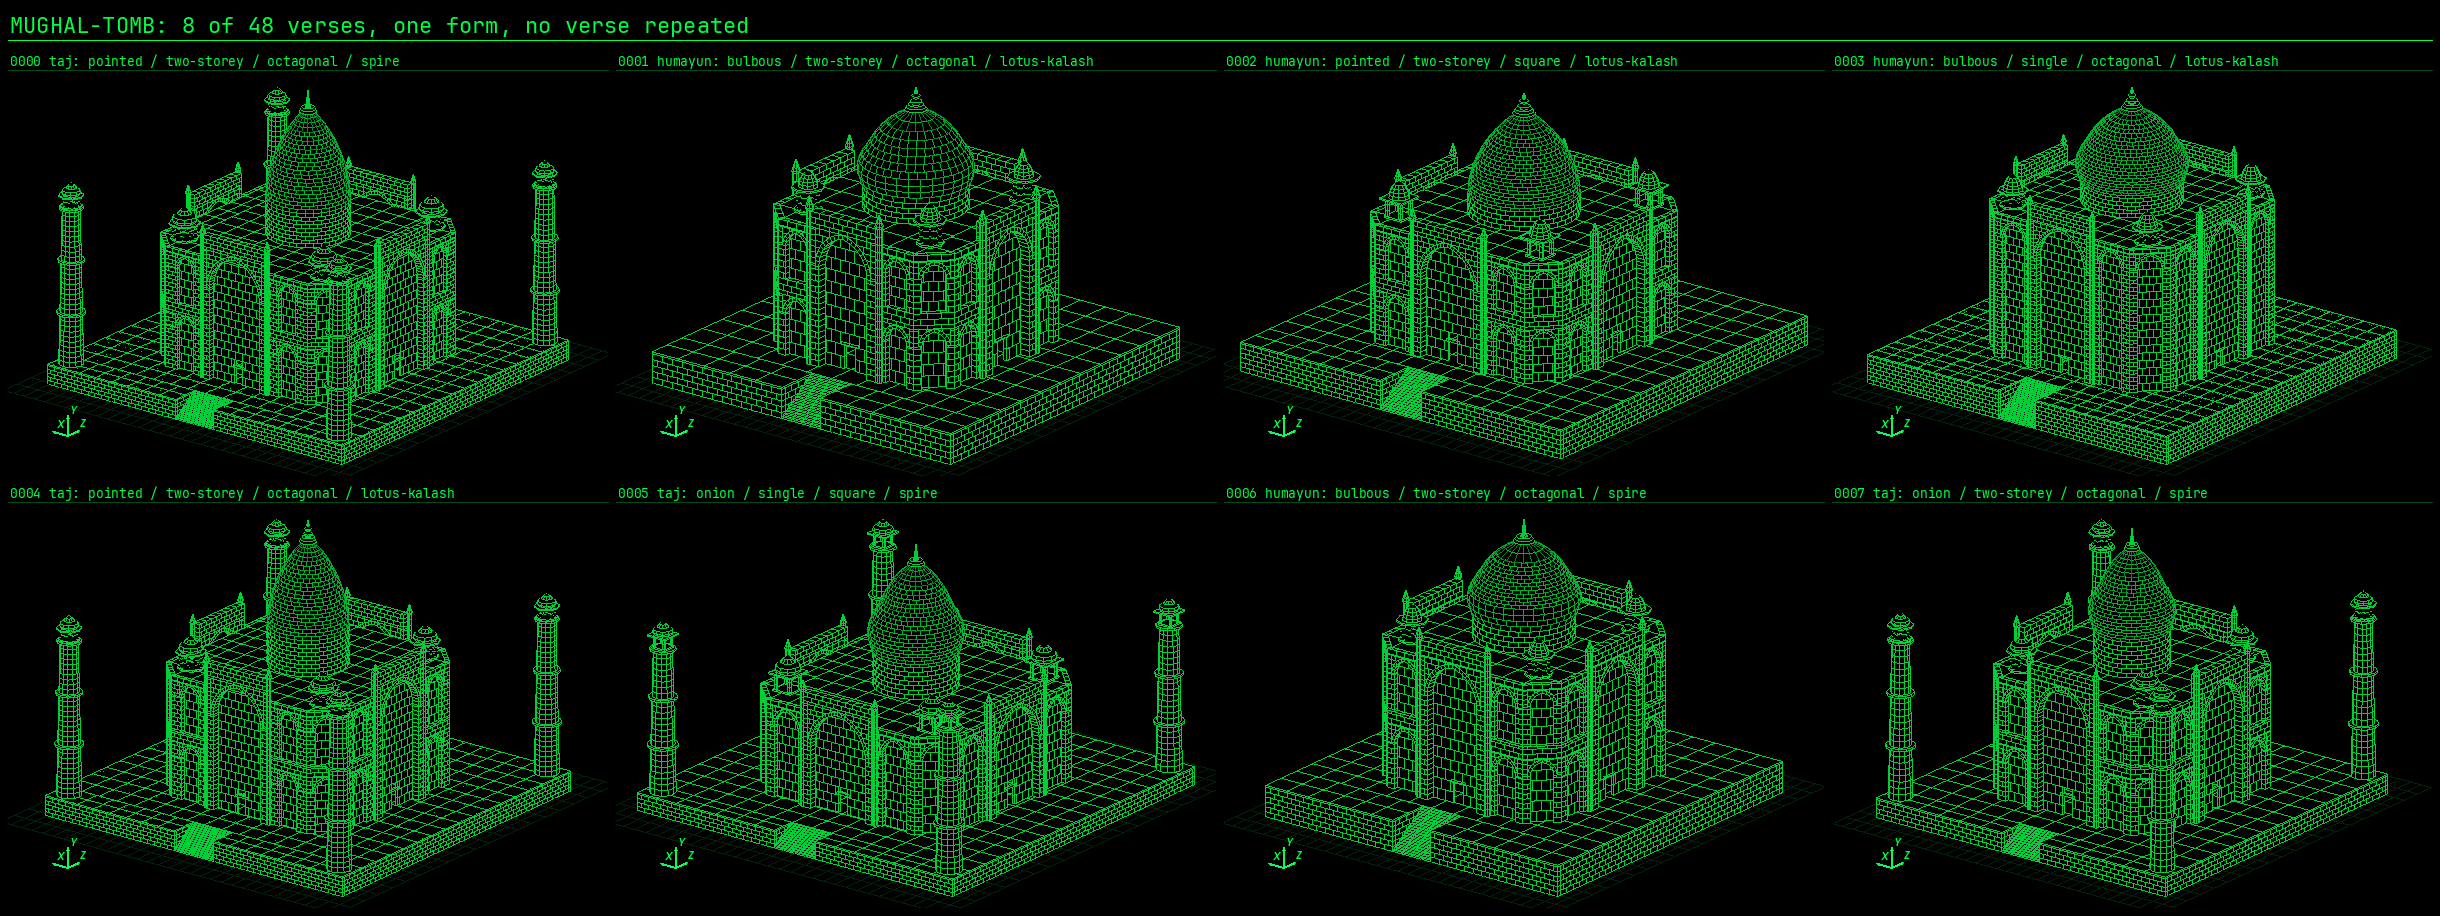 MUGHAL-TOMB: 8 of 48 verses, one form, no verse repeated
0000 taj: pointed / two-storey / octagonal / spire
0001 humayun: bulbous / two-storey / octagonal / lotus-kalash
0002 humayun: pointed / two-storey / square / lotus-kalash
0003 humayun: bulbous / single / octagonal / lotus-kalash
Y
X Z
Y
X Z
Y
X Z
Y
X Z
0004 taj: pointed / two-storey / octagonal / lotus-kalash
0005 taj: onion / single / square / spire
0006 humayun: bulbous / two-storey / octagonal / spire
0007 taj: onion / two-storey / octagonal / spire
Y
X Z
Y
X Z
Y
X Z
Y
X Z